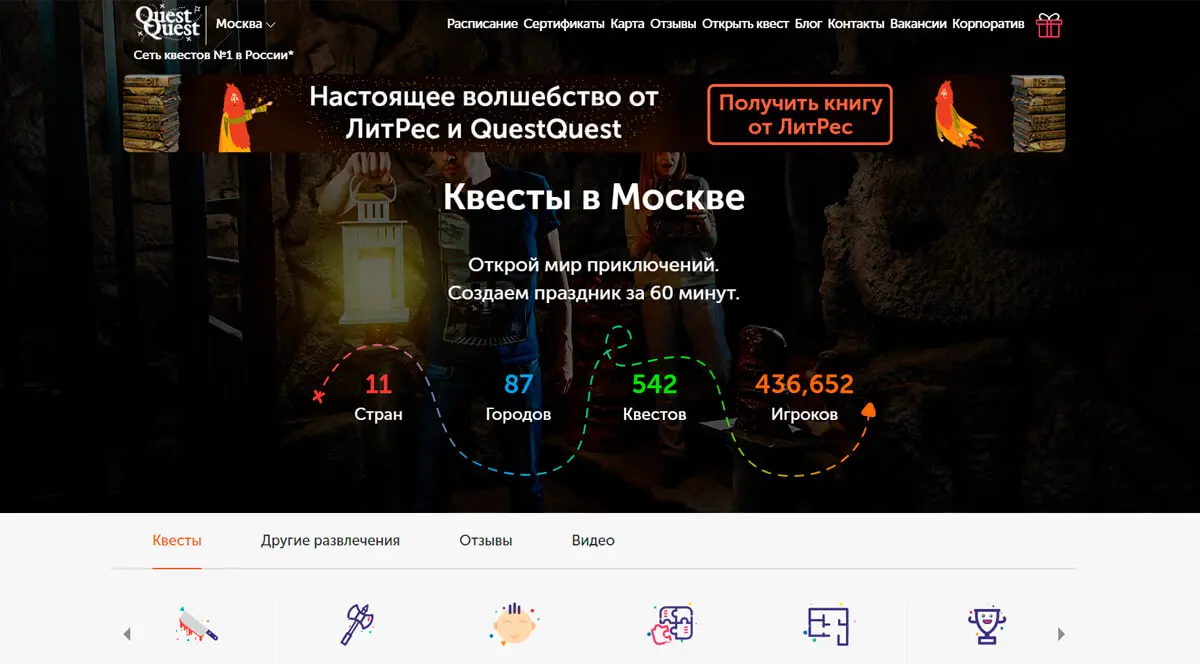 Quest
Quest
Москва
Расписание Сертификаты Карта Отзывы Открыть квест Блог Контакты Вакансии Корпоратив
Сеть квестов №1 в России*
Настоящее волшебство от
ЛитРес и QuestQuest
Получить книгу
от ЛитРес
Квесты в Москве
Открой мир приключений.
Создаем праздник за 60 минут.
11 87 542 436,652
Стран Городов Квестов Игроков
Квесты Другие развлечения Отзывы Видео